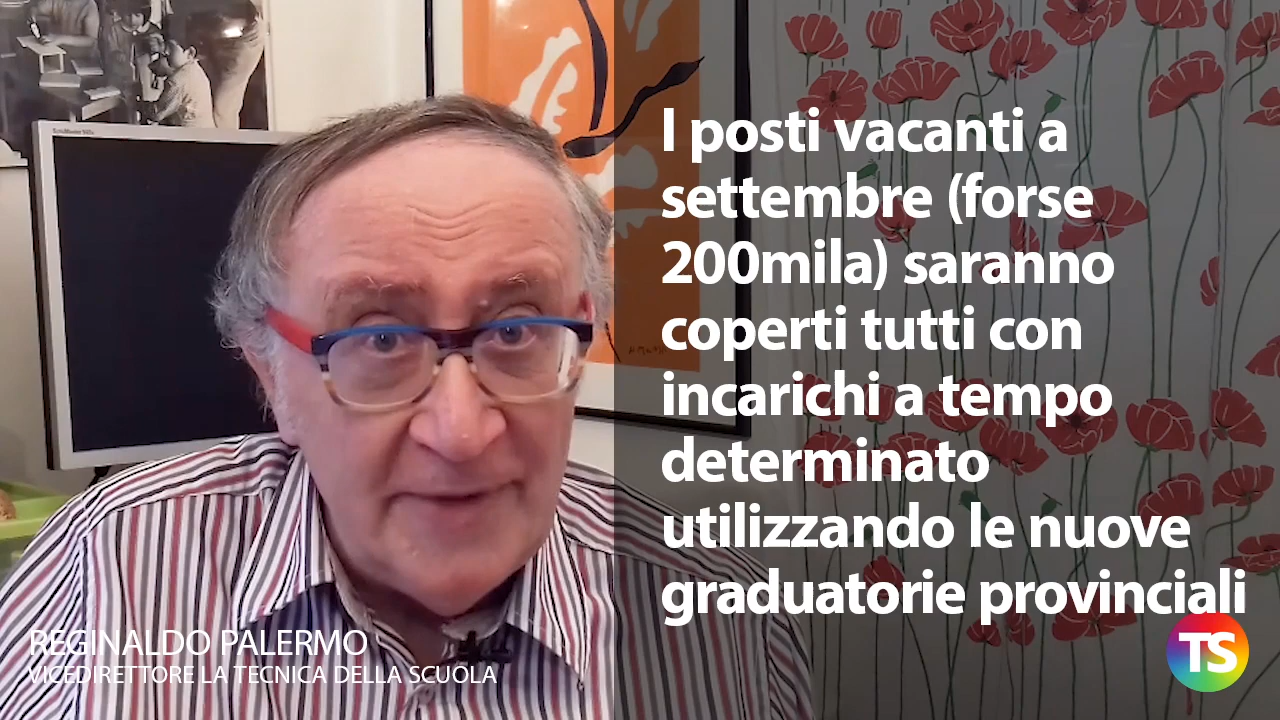 I posti vacanti a
settembre (forse
200mila) saranno
coperti tutti con
incarichi a tempo
determinato
utilizzando le nuove
graduatorie provinciali
REGINALDO PALERMO
VICEDIRETTORE LA TECNICA DELLA SCUOLA
TS